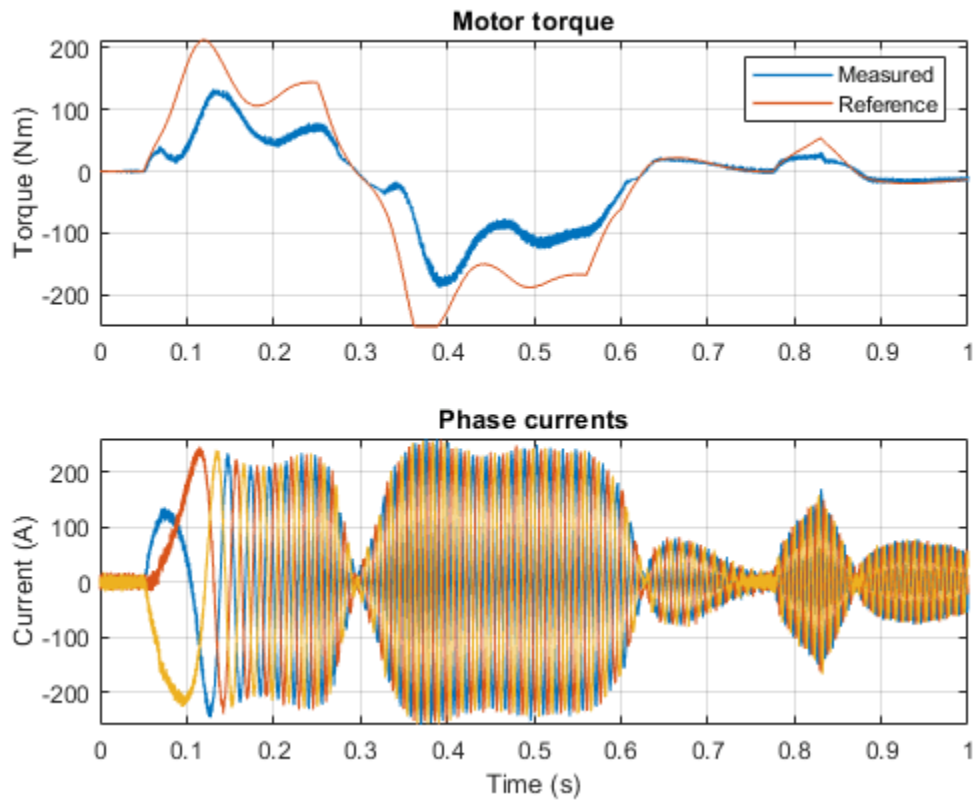 Motor torque
200
100
0
-100
-200
Torque (Nm)
Measured
Reference
0 0.1 0.2 0.3 0.4 0.5 0.6 0.7 0.8 0.9 1
Phase currents
200
100
0
-100
-200
Current (A)
0 0.1 0.2 0.3 0.4 0.5 0.6 0.7 0.8 0.9 1
Time (s)